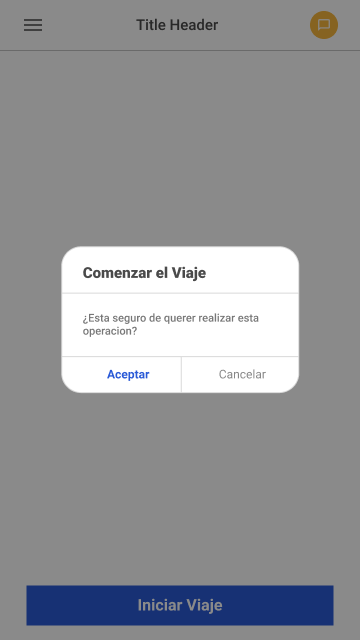 Title Header
Comenzar el Viaje
¿Esta seguro de querer realizar esta
operacion?
Aceptar
Cancelar
Iniciar Viaje